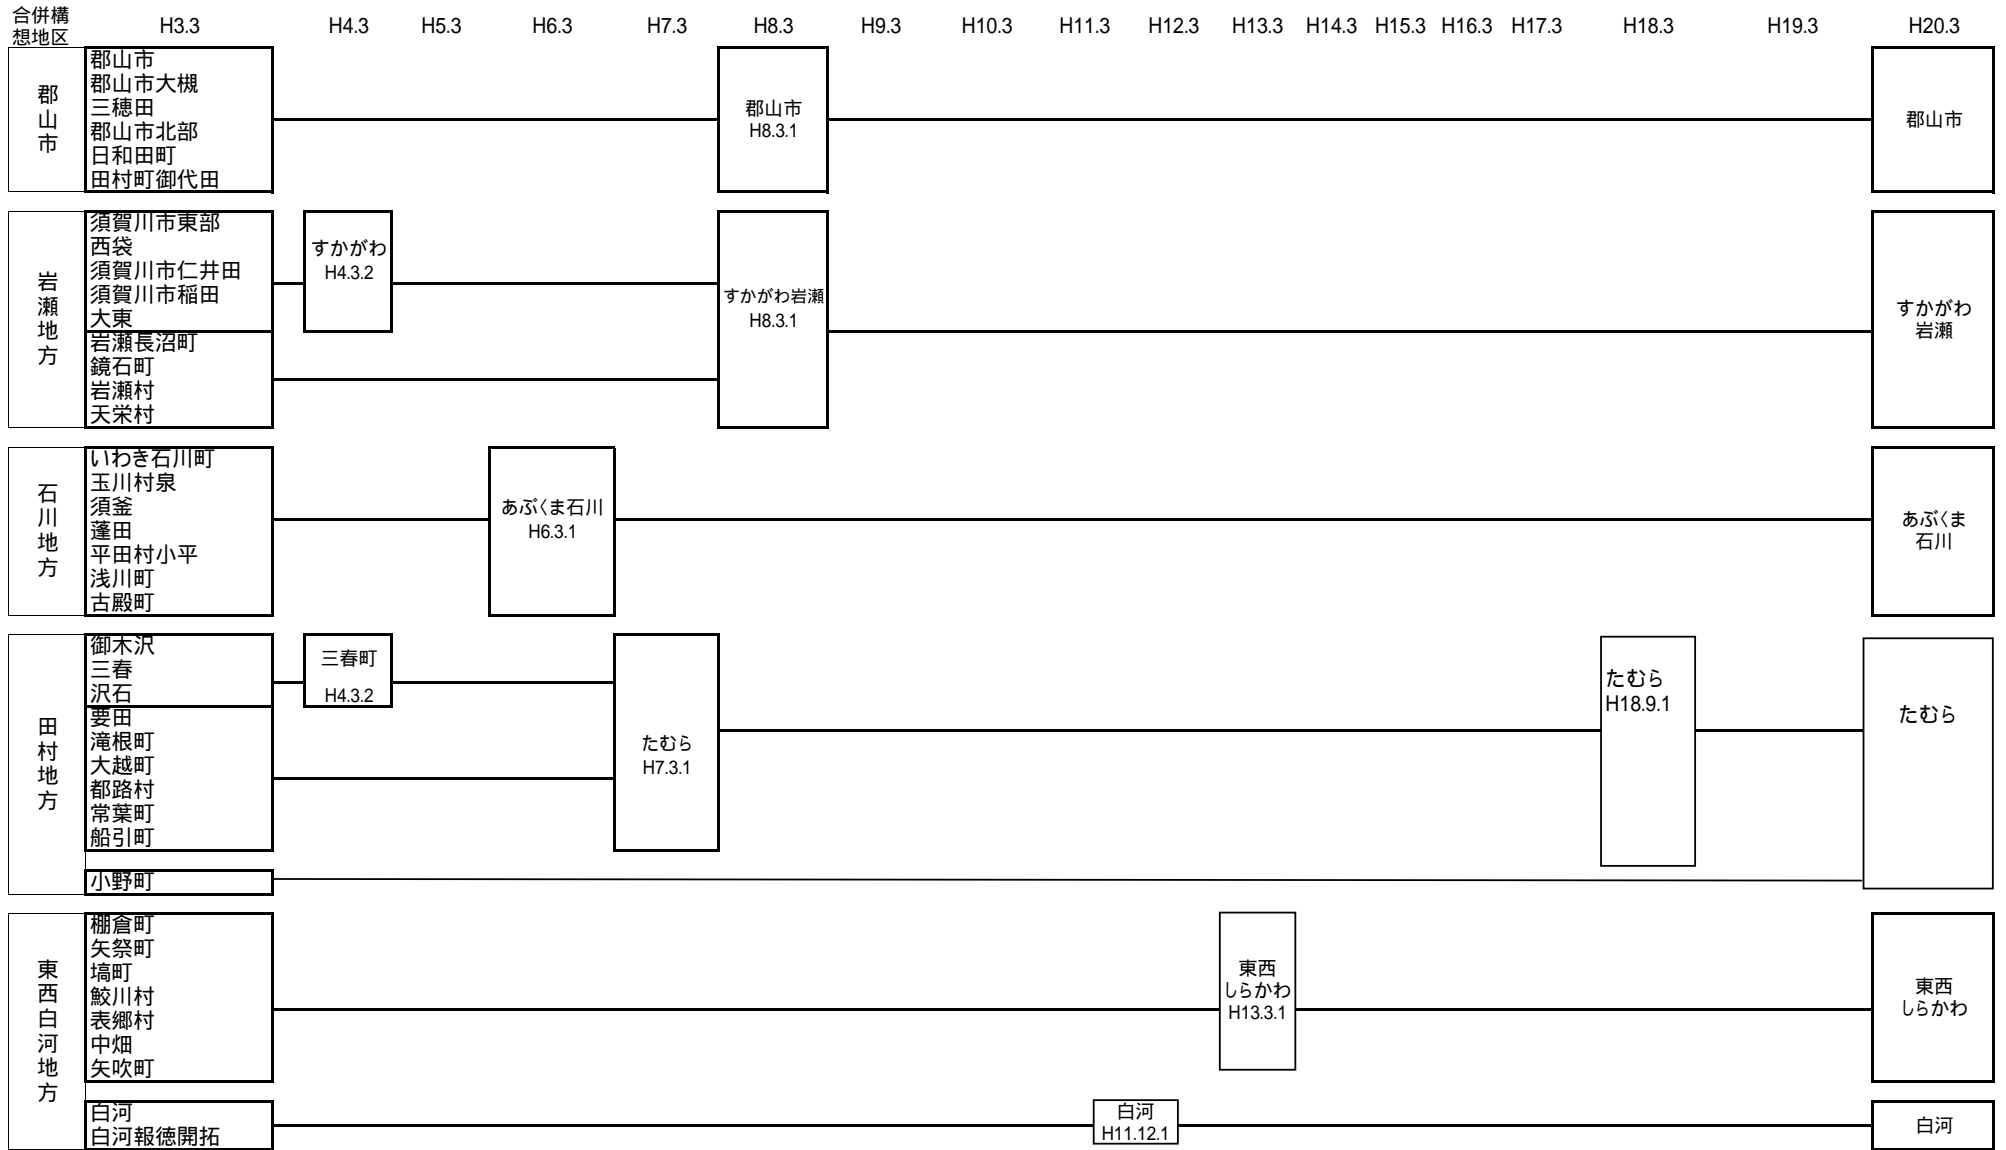 合併構
想地区
H3.3
H4.3
H5.3
H6.3
H7.3
H8.3
H9.3
H10.3
H11.3
H12.3
H13.3
H14.3
H15.3
H16.3
H17.3
H18.3
H19.3
H20.3
郡山市
郡山市
郡山市大槻
三穂田
郡山市北部
日和田町
田村町御代田
郡山市
H8.3.1
郡山市
岩瀬地方
須賀川市東部
西袋
須賀川市仁井田
須賀川市稲田
大東
岩瀬長沼町
鏡石町
岩瀬村
天栄村
すかがわ
H4.3.2
すかがわ岩瀬
H8.3.1
すかがわ
岩瀬
石川地方
いわき石川町
玉川村泉
須釜
蓬田
平田村小平
浅川町
古殿町
あぶくま石川
H6.3.1
あぶくま
石川
田村地方
御木沢
三春
沢石
要田
滝根町
大越町
都路村
常葉町
船引町
小野町
三春町
H4.3.2
たむら
H7.3.1
たむら
H18.9.1
たむら
東西白河地方
棚倉町
矢祭町
塙町
鮫川村
表郷村
中畑
矢吹町
白河
白河報徳開拓
東西
しらかわ
H13.3.1
東西
しらかわ
白河
H11.12.1
白河